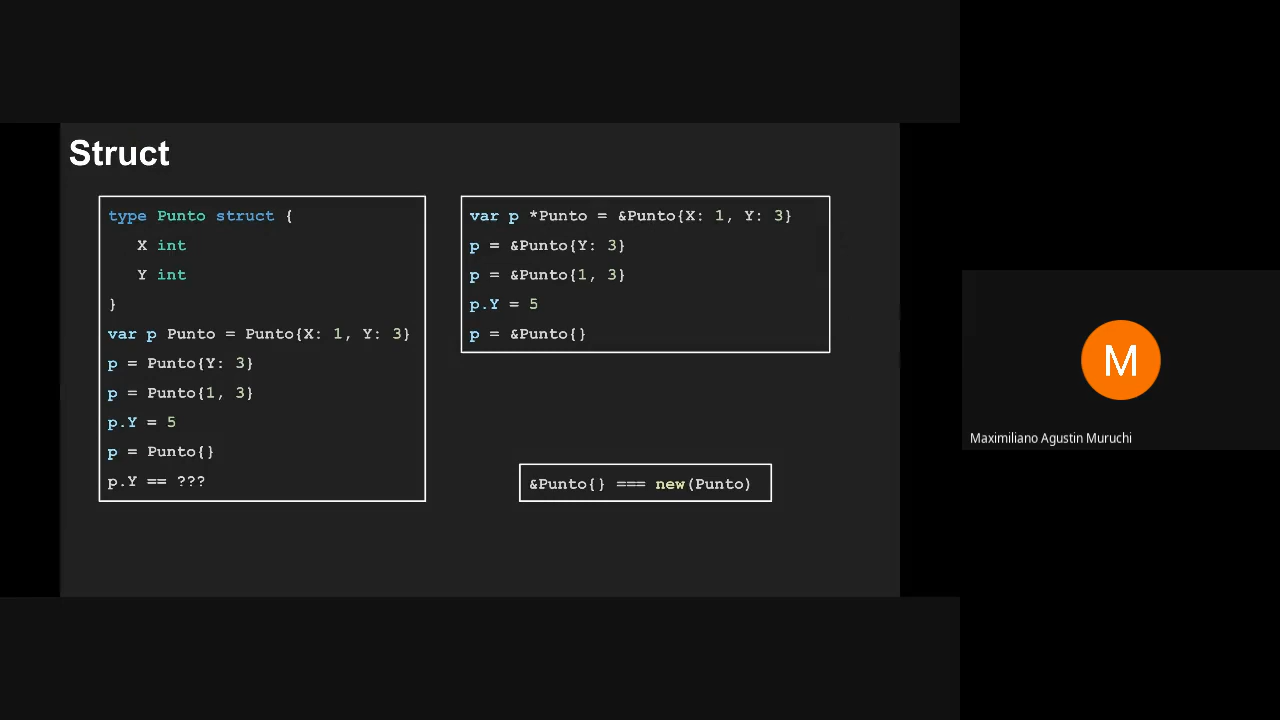 Struct
type Punto struct {
X int
Y int
}
var p Punto = Punto{X: 1, Y: 3}
p = Punto{Y: 3}
p = Punto{1, 3}
p.Y = 5
p = Punto{}
p.Y == ???
var p *Punto = &Punto{X: 1, Y: 3}
p = &Punto{Y: 3}
p = &Punto{1, 3}
p.Y = 5
p = &Punto{}
&Punto{} === new(Punto)
M
Maximiliano Agustin Muruchi